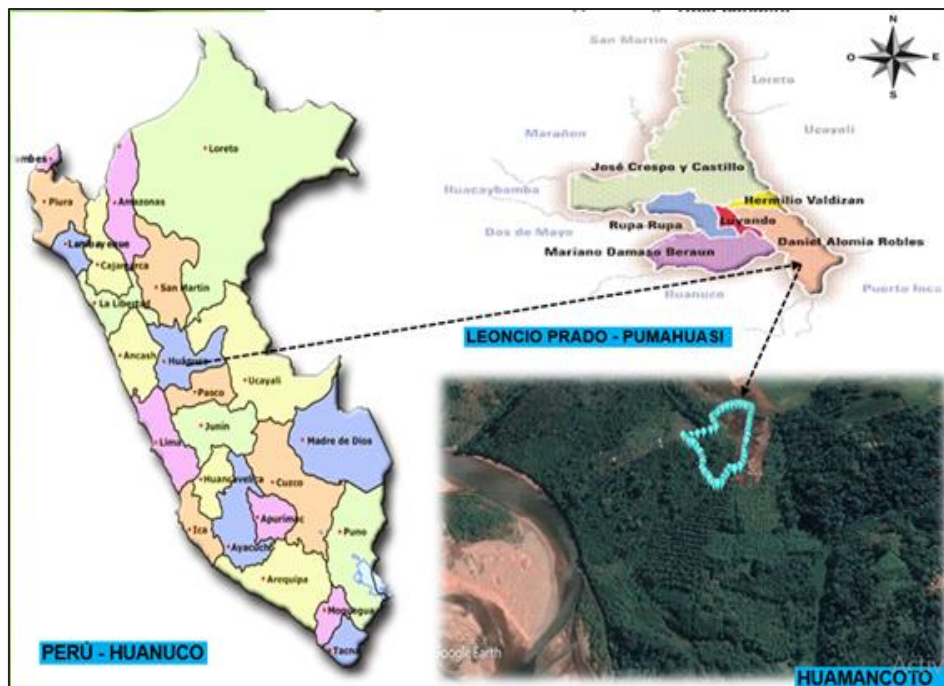 San Martin
N
O
E
S
Loreto
Ucayali
Marañon
José Crespo y Castillo
Huacaybamba
Hermilio Valdizan
Luyando
Rupa Rupa
Dos de Mayo
Daniel Alomia Robles
Mariano Damaso Beraun
Huanuco
Puerto Inca
LEONCIO PRADO - PUMAHUASI
Loreto
Piura
Amazonas
Lambayeque
Cajamarca
San Martin
La Libertad
Ancash
Huánuco
Ucayali
Pasco
Junín
Lima
Madre de Dios
Huancavelica
Cuzco
Ica
Apurimac
Puno
Ayacucho
Arequipa
Moquegua
Tacna
PERÙ - HUANUCO
Google Earth
HUAMANCOTO